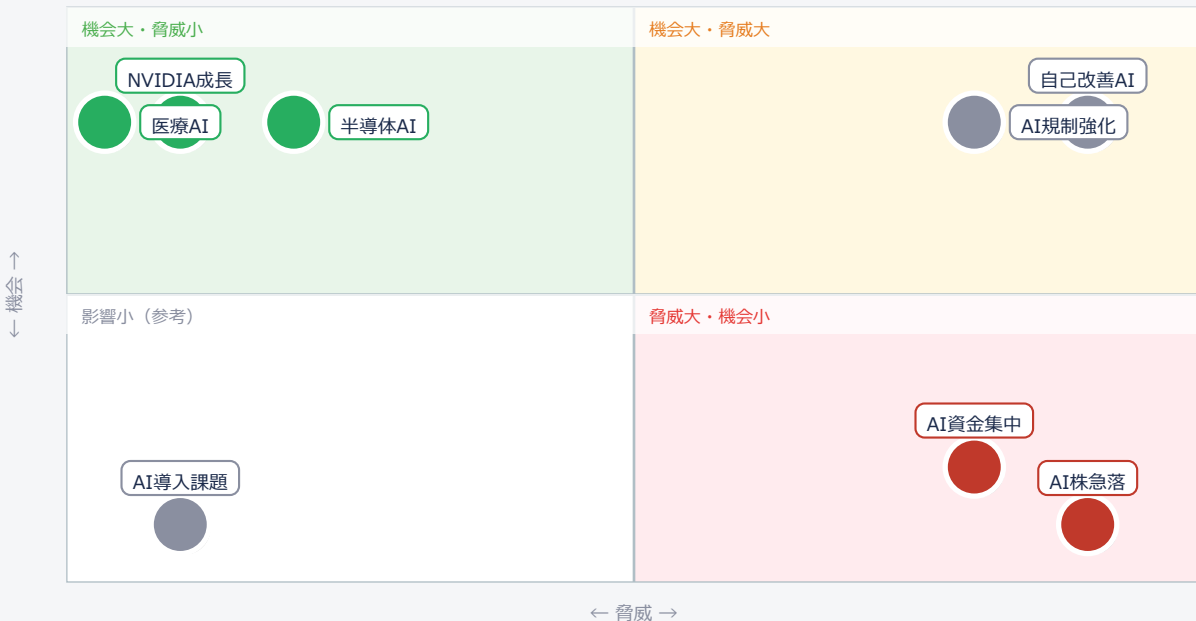 機会大・脅威小
機会大・脅威大
NVIDIA成長
医療AI
半導体AI
自己改善AI
AI規制強化
← 機会 →
影響小（参考）
脅威大・機会小
AI資金集中
AI導入課題
AI株急落
← 脅威 →